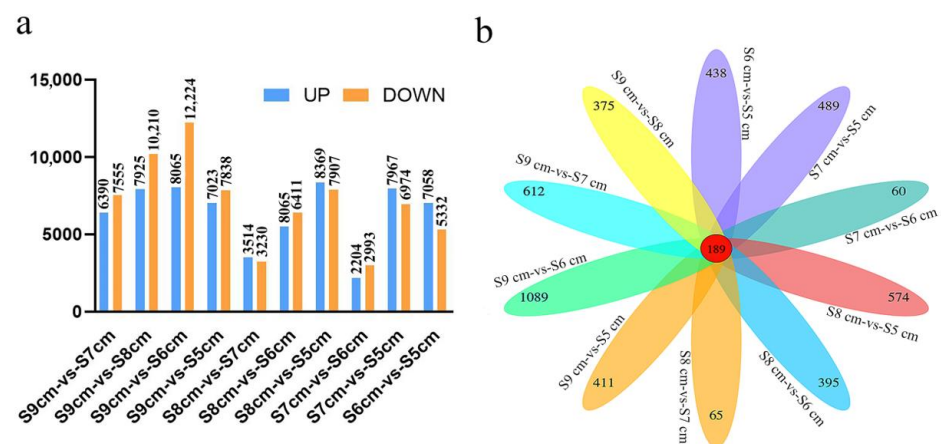 a
15,000
10,000
5000
0
UP DOWN
6390
7555
7925
10,210
8065
12,224
7023
7838
3514
3230
8065
6411
8369
7907
2204
2993
7967
6974
7058
5332
S9cm-vs-S7cm
S9cm-vs-S8cm
S9cm-vs-S6cm
S9cm-vs-S5cm
S8cm-vs-S7cm
S8cm-vs-S6cm
S8cm-vs-S5cm
S7cm-vs-S6cm
S7cm-vs-S5cm
S6cm-vs-S5cm
b
438
S6 cm-vs-S5 cm
489
S7 cm-vs-S5 cm
60
S7 cm-vs-S6 cm
574
S8 cm-vs-S5 cm
395
S8 cm-vs-S6 cm
65
S8 cm-vs-S7 cm
411
S9 cm-vs-S5 cm
1089
S9 cm-vs-S6 cm
612
S9 cm-vs-S7 cm
375
S9 cm-vs-S8 cm
189